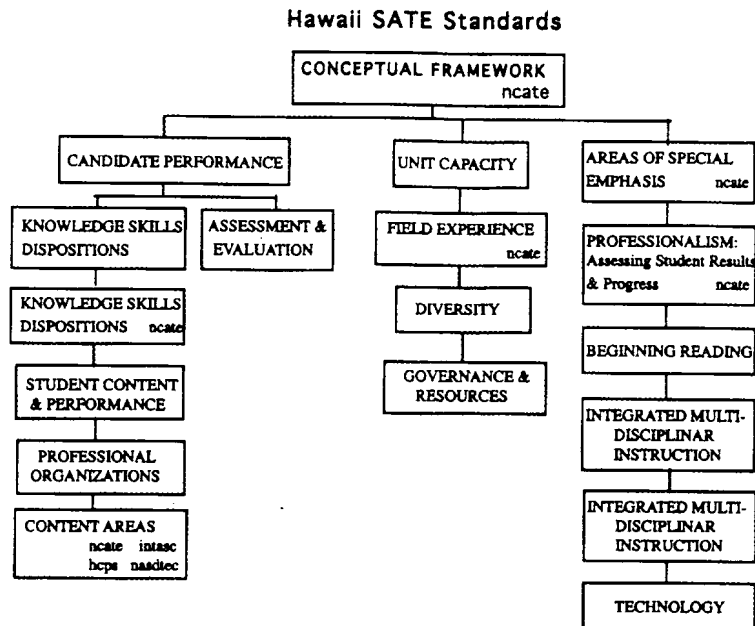 Hawaii SATE Standards
CONCEPTUAL FRAMEWORK
ncate
CANDIDATE PERFORMANCE
KNOWLEDGE SKILLS
DISPOSITIONS
ASSESSMENT &
EVALUATION
KNOWLEDGE SKILLS
DISPOSITIONS ncate
STUDENT CONTENT
& PERFORMANCE
PROFESSIONAL
ORGANIZATIONS
CONTENT AREAS
ncate intasc
hcps nasdtec
UNIT CAPACITY
FIELD EXPERIENCE
ncate
DIVERSITY
GOVERNANCE &
RESOURCES
AREAS OF SPECIAL
EMPHASIS ncate
PROFESSIONALISM:
Assessing Student Results
& Progress ncate
BEGINNING READING
INTEGRATED MULTI-
DISCIPLINAR
INSTRUCTION
INTEGRATED MULTI-
DISCIPLINAR
INSTRUCTION
TECHNOLOGY